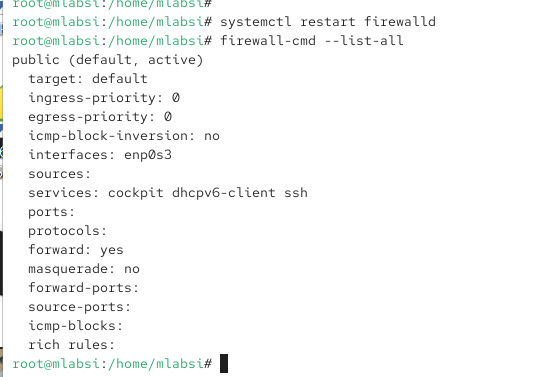 root@mlabsi:/home/mlabsi#
root@mlabsi:/home/mlabsi# systemctl restart firewalld
root@mlabsi:/home/mlabsi# firewall-cmd --list-all
public (default, active)
  target: default
  ingress-priority: 0
  egress-priority: 0
  icmp-block-inversion: no
  interfaces: enp0s3
  sources:
  services: cockpit dhcpv6-client ssh
  ports:
  protocols:
  forward: yes
  masquerade: no
  forward-ports:
  source-ports:
  icmp-blocks:
  rich rules:
root@mlabsi:/home/mlabsi#